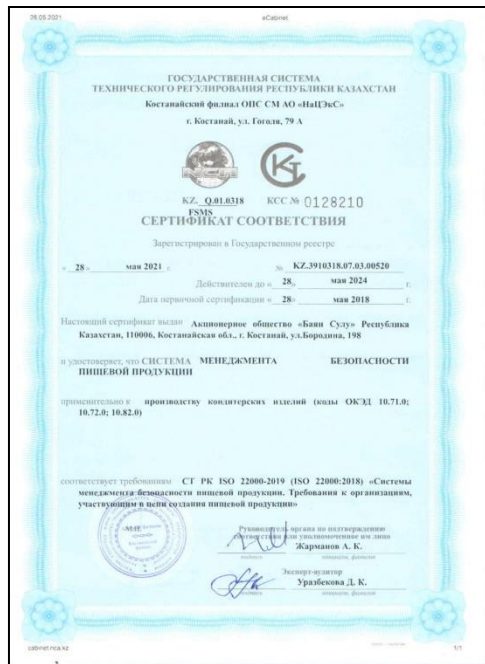 28.05.2021 eCabinet
ГОСУДАРСТВЕННАЯ СИСТЕМА
ТЕХНИЧЕСКОГО РЕГУЛИРОВАНИЯ РЕСПУБЛИКИ КАЗАХСТАН
Костанайский филиал ОПС СМ АО «НаЦЭкС»
г. Костанай, ул. Гоголя, 79 А
KZ. Q.01.0318 КСС № 0128210
FSMS
СЕРТИФИКАТ СООТВЕТСТВИЯ
Зарегистрирован в Государственном реестре
« 28 » мая 2021 г. № KZ.3910318.07.03.00520
Действителен до « 28 » мая 2024 г.
Дата первичной сертификации « 28 » мая 2018 г.
Настоящий сертификат выдан Акционерное общество «Баян Сулу» Республика
Казахстан, 110006, Костанайская обл., г. Костанай, ул.Бородина, 198
и удостоверяет, что СИСТЕМА МЕНЕДЖМЕНТА БЕЗОПАСНОСТИ
ПИЩЕВОЙ ПРОДУКЦИИ
применительно к производству кондитерских изделий (коды ОКЭД 10.71.0;
10.72.0; 10.82.0)
соответствует требованиям СТ РК ISO 22000-2019 (ISO 22000:2018) «Системы
менеджмента безопасности пищевой продукции. Требования к организациям,
участвующим в цепи создания пищевой продукции»
М.П. Руководитель органа по подтверждению
соответствия или уполномоченное им лицо
Жарманов А. К.
подпись инициалы, фамилия
Эксперт-аудитор
Уразбекова Д. К.
подпись инициалы, фамилия
cabinet.nca.kz 1/1